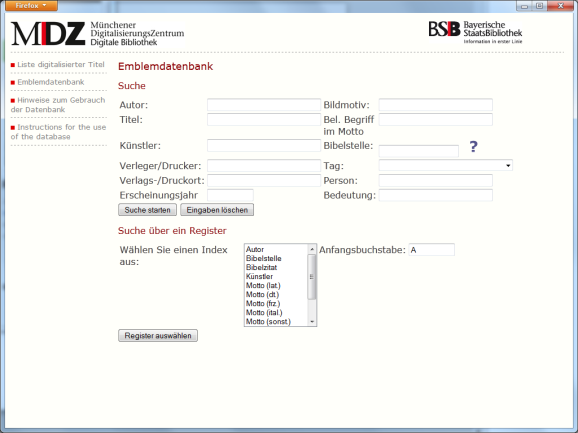 Firefox
MDZ
Münchener
DigitalisierungsZentrum
Digitale Bibliothek
BSB
Bayerische
StaatsBibliothek
Information in erster Linie
Liste digitalisierter Titel
Emblemdatenbank
Hinweise zum Gebrauch
der Datenbank
Instructions for the use
of the database
Emblemdatenbank
Suche
Autor: Bildmotiv:
Titel: Bel. Begriff
im Motto
Künstler: Bibelstelle: ?
Verleger/Drucker: Tag:
Verlags-/Druckort: Person:
Erscheinungsjahr Bedeutung:
Suche starten Eingaben löschen
Suche über ein Register
Wählen Sie einen Index
aus:
Autor
Bibelstelle
Bibelzitat
Künstler
Motto (lat.)
Motto (dt.)
Motto (frz.)
Motto (ital.)
Motto (sonst.)
Anfangsbuchstabe: A
Register auswählen